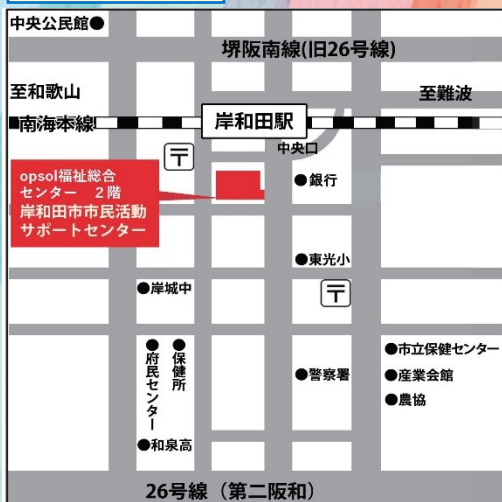 中央公民館●
堺阪南線(旧26号線)
至和歌山
至難波
南海本線
岸和田駅
中央口
〒
opsol福祉総合
センター 2階
岸和田市市民活動
サポートセンター
●銀行
●東光小
●岸城中
〒
●府民センター
●保健所
●市立保健センター
●警察署
●産業会館
●農協
●和泉高
26号線（第二阪和）